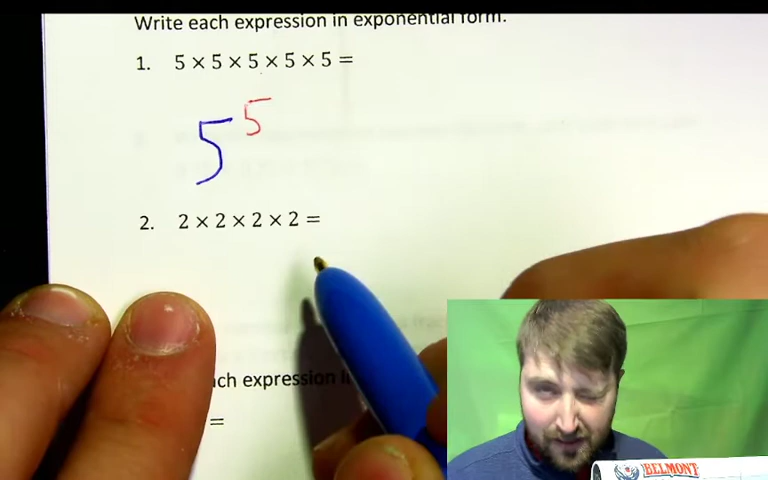 Write each expression in exponential form.
1. 5 × 5 × 5 × 5 × 5 =
5⁵
2. 2 × 2 × 2 × 2 =
ch expression
=
BELMONT